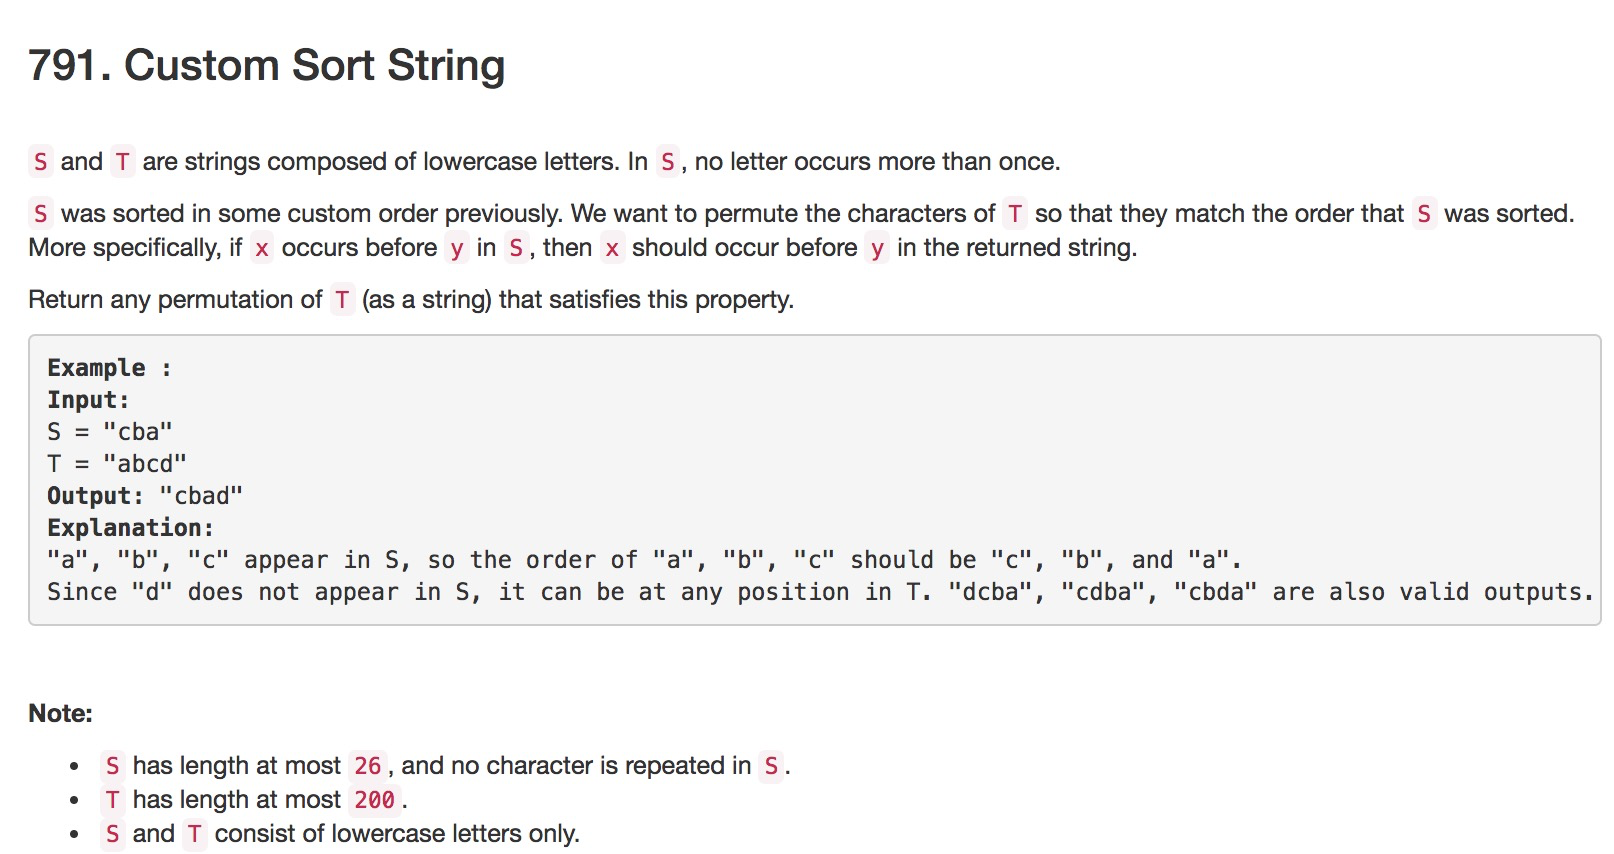 791. Custom Sort String
S and T are strings composed of lowercase letters. In S, no letter occurs more than once.
S was sorted in some custom order previously. We want to permute the characters of T so that they match the order that S was sorted.
More specifically, if x occurs before y in S, then x should occur before y in the returned string.
Return any permutation of T (as a string) that satisfies this property.
Example :
Input:
S = "cba"
T = "abcd"
Output: "cbad"
Explanation:
"a", "b", "c" appear in S, so the order of "a", "b", "c" should be "c", "b", and "a".
Since "d" does not appear in S, it can be at any position in T. "dcba", "cdba", "cbda" are also valid outputs.
Note:
• S has length at most 26, and no character is repeated in S.
• T has length at most 200.
• S and T consist of lowercase letters only.